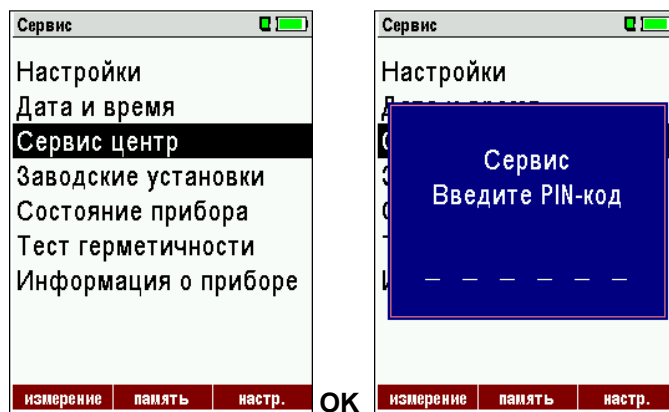 Сервис
Настройки
Дата и время
Сервис центр
Заводские установки
Состояние прибора
Тест герметичности
Информация о приборе
измерение память настр.
OK
Сервис
Настройки
Сервис
Введите PIN-код
_ _ _ _ _ _
измерение память настр.